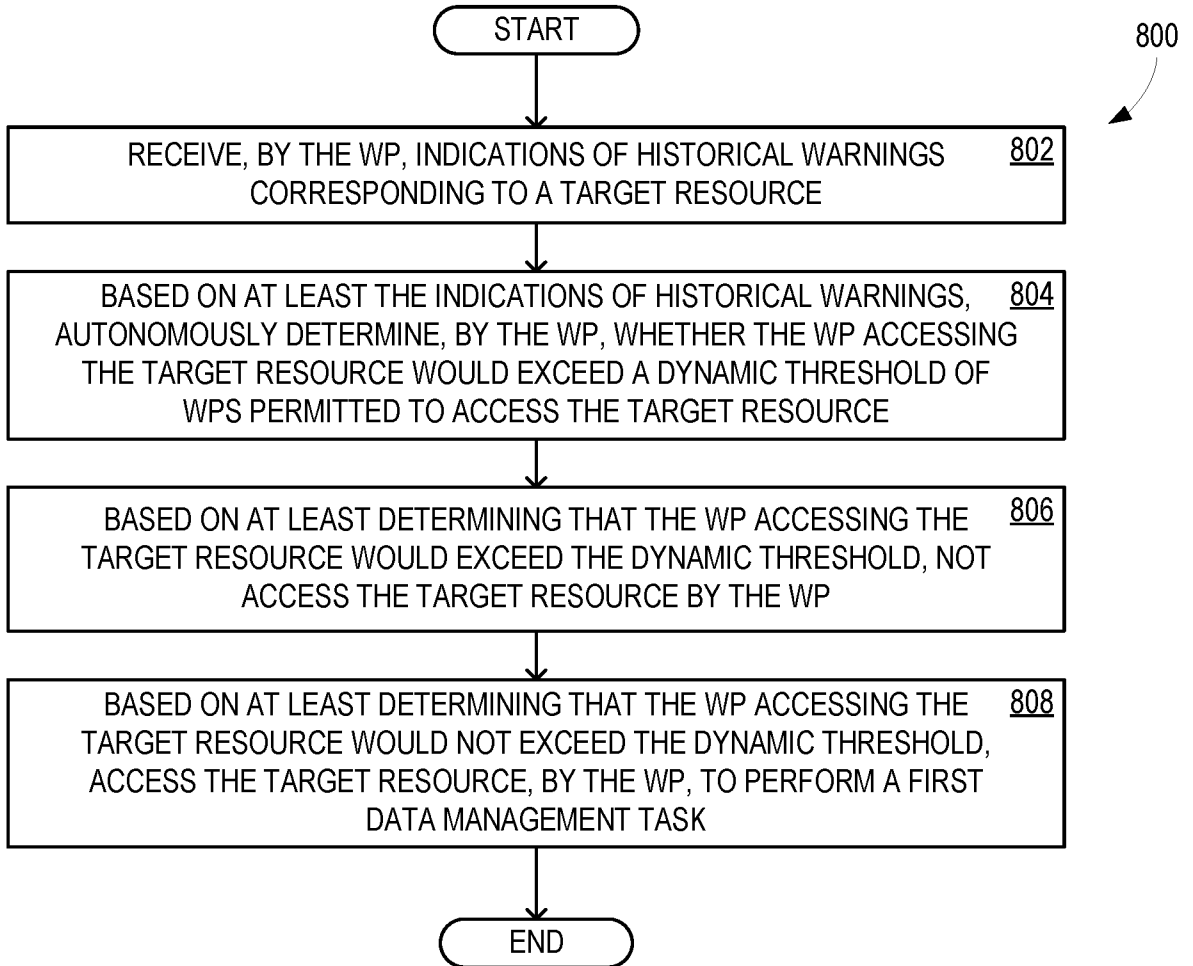 START
800
RECEIVE, BY THE WP, INDICATIONS OF HISTORICAL WARNINGS 802
CORRESPONDING TO A TARGET RESOURCE
BASED ON AT LEAST THE INDICATIONS OF HISTORICAL WARNINGS, 804
AUTONOMOUSLY DETERMINE, BY THE WP, WHETHER THE WP ACCESSING
THE TARGET RESOURCE WOULD EXCEED A DYNAMIC THRESHOLD OF
WPS PERMITTED TO ACCESS THE TARGET RESOURCE
BASED ON AT LEAST DETERMINING THAT THE WP ACCESSING THE 806
TARGET RESOURCE WOULD EXCEED THE DYNAMIC THRESHOLD, NOT
ACCESS THE TARGET RESOURCE BY THE WP
BASED ON AT LEAST DETERMINING THAT THE WP ACCESSING THE 808
TARGET RESOURCE WOULD NOT EXCEED THE DYNAMIC THRESHOLD,
ACCESS THE TARGET RESOURCE, BY THE WP, TO PERFORM A FIRST
DATA MANAGEMENT TASK
END